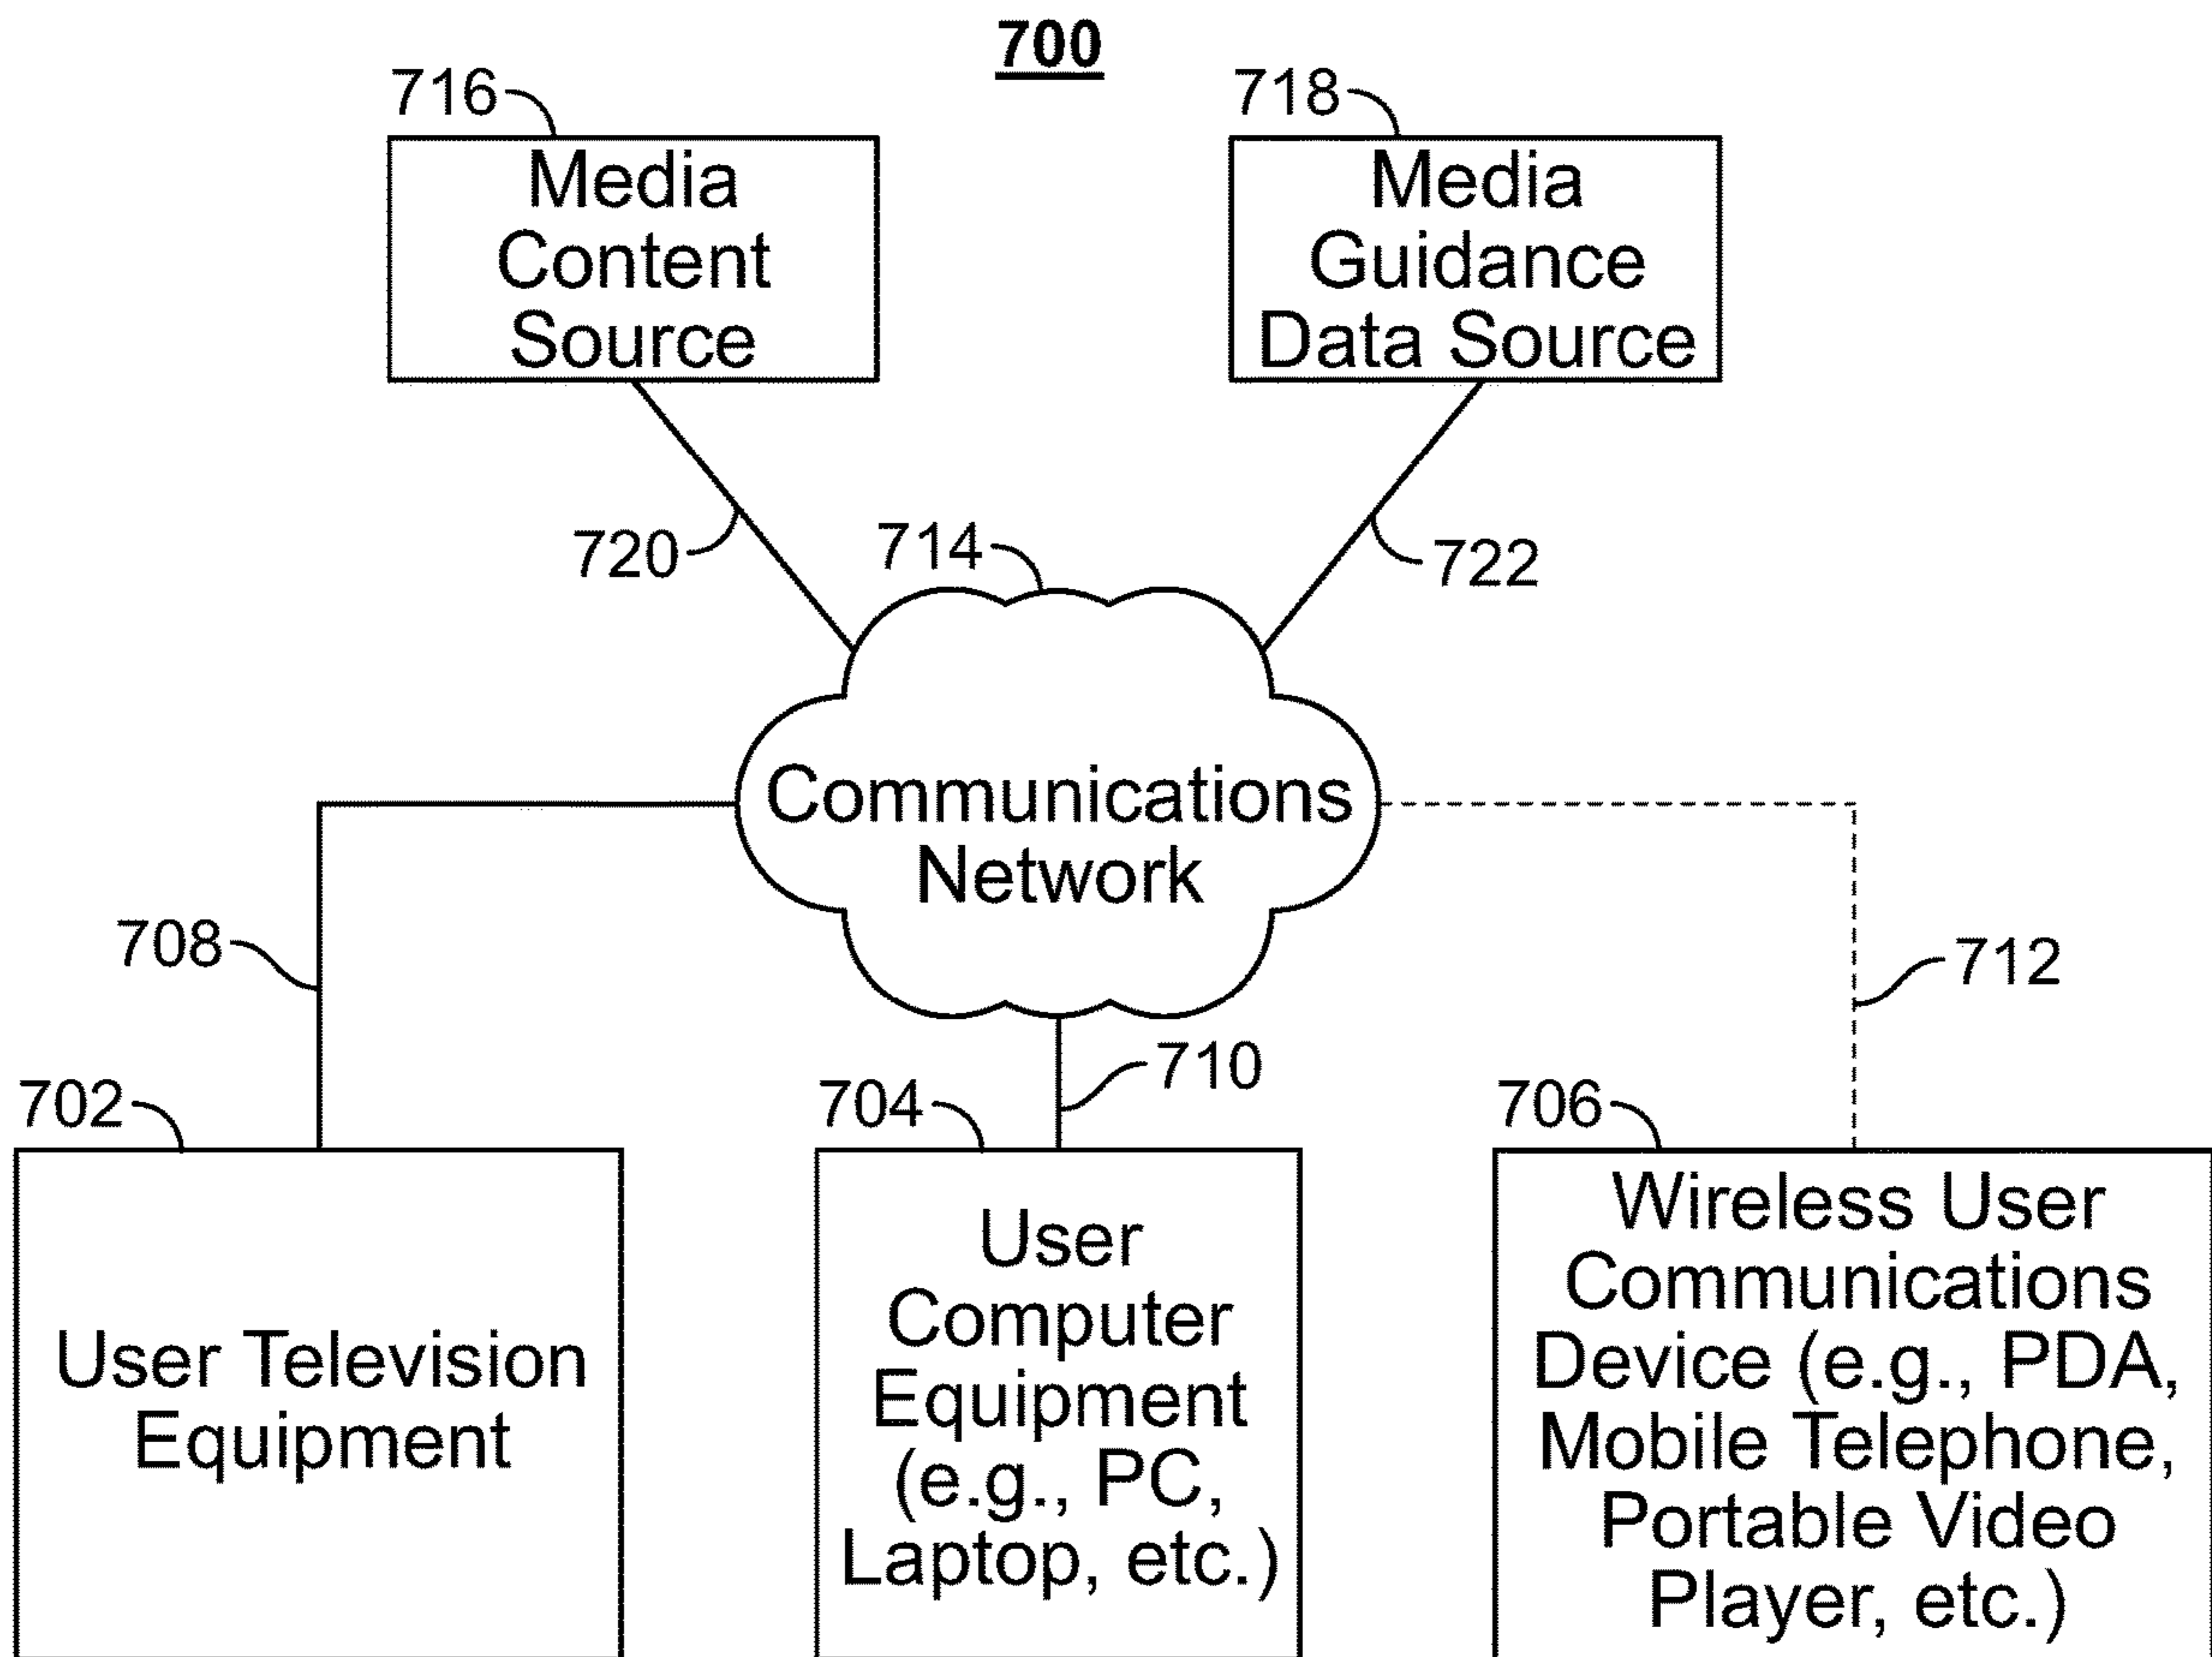 700
716
718
Media
Content
Source
Media
Guidance
Data Source
720
714
722
Communications
Network
708
712
710
702
704
706
User Television
Equipment
User
Computer
Equipment
(e.g., PC,
Laptop, etc.)
Wireless User
Communications
Device (e.g., PDA,
Mobile Telephone,
Portable Video
Player, etc.)